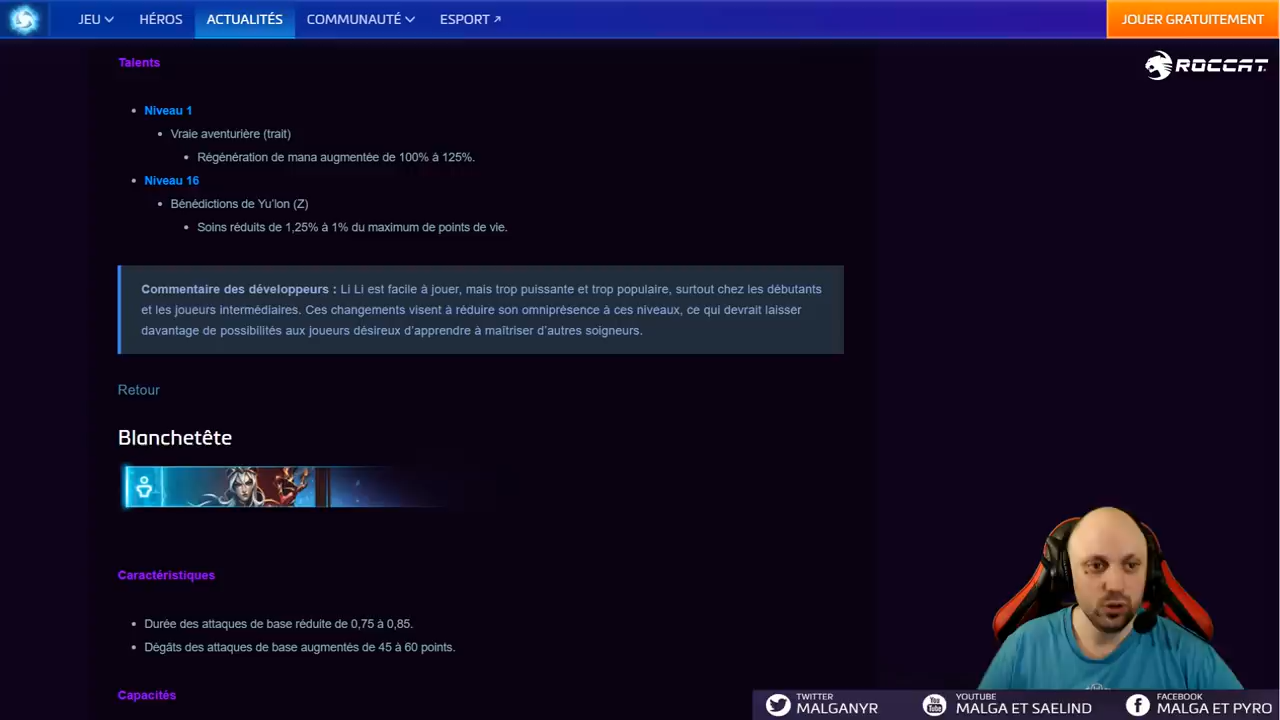 JEU HÉROS ACTUALITÉS COMMUNAUTÉ ESPORT JOUER GRATUITEMENT
ROCCAT
Talents
Niveau 1
Vraie aventurière (trait)
Régénération de mana augmentée de 100% à 125%.
Niveau 16
Bénédictions de Yu'lon (Z)
Soins réduits de 1,25% à 1% du maximum de points de vie.
Commentaire des développeurs : Li Li est facile à jouer, mais trop puissante et trop populaire, surtout chez les débutants
et les joueurs intermédiaires. Ces changements visent à réduire son omniprésence à ces niveaux, ce qui devrait laisser
davantage de possibilités aux joueurs désireux d'apprendre à maîtriser d'autres soigneurs.
Retour
Blanchetête
Caractéristiques
Durée des attaques de base réduite de 0,75 à 0,85.
Dégâts des attaques de base augmentés de 45 à 60 points.
Capacités
TWITTER
MALGANYR
YOUTUBE
MALGA ET SAELIND
FACEBOOK
MALGA ET PYRO